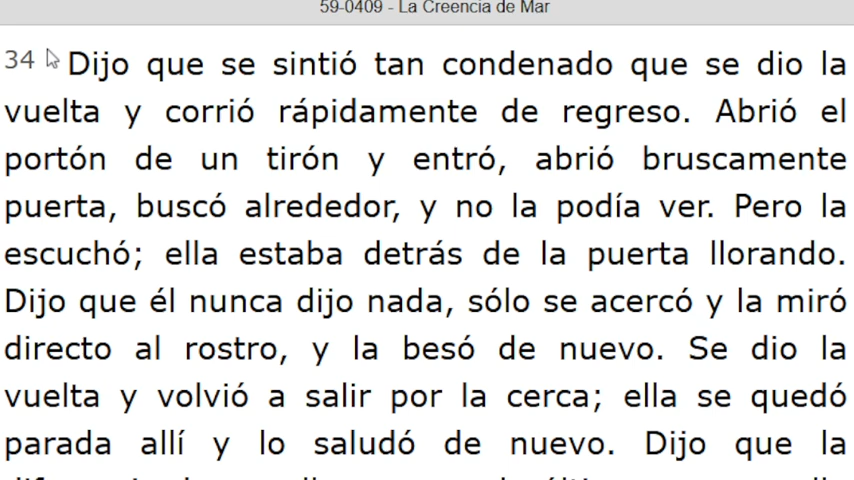 59-0409 - La Creencia de Mar
34 Dijo que se sintió tan condenado que se dio la
vuelta y corrió rápidamente de regreso. Abrió el
portón de un tirón y entró, abrió bruscamente
puerta, buscó alrededor, y no la podía ver. Pero la
escuchó; ella estaba detrás de la puerta llorando.
Dijo que él nunca dijo nada, sólo se acercó y la miró
directo al rostro, y la besó de nuevo. Se dio la
vuelta y volvió a salir por la cerca; ella se quedó
parada allí y lo saludó de nuevo. Dijo que la